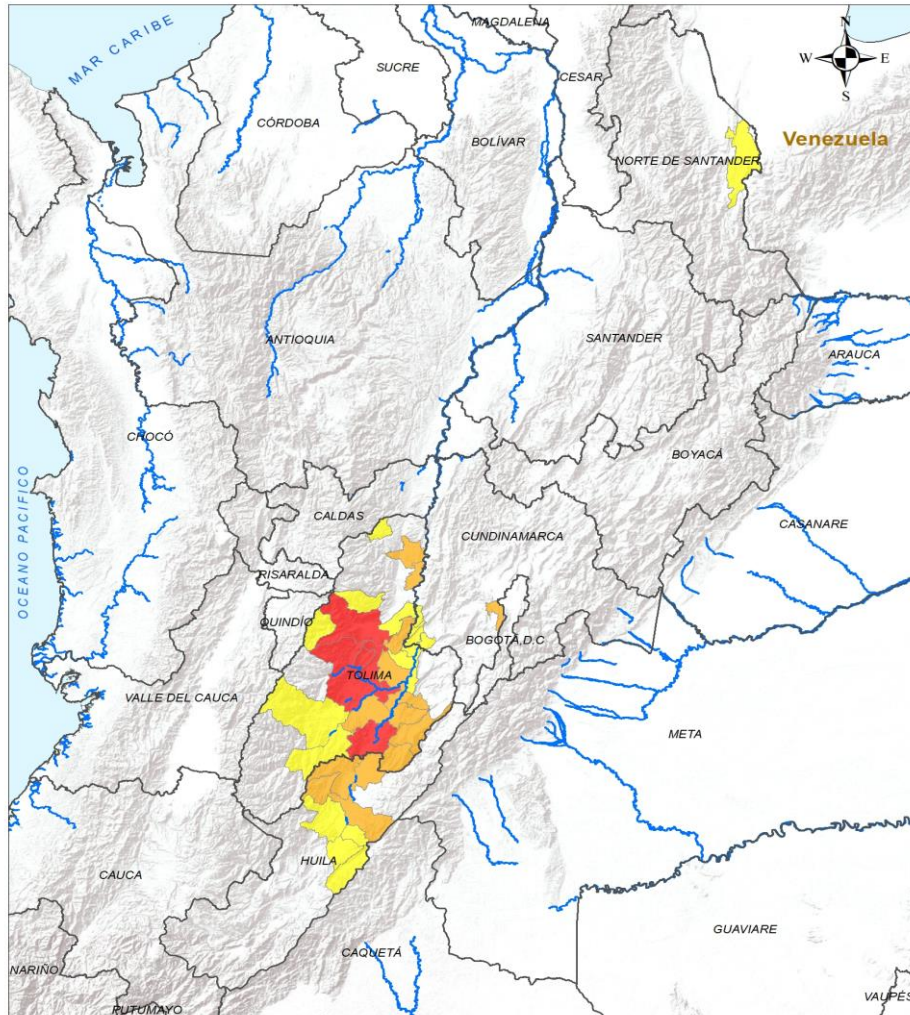 MAGDALENA
MAR CARIBE
N
W
E
S
SUCRE
CESAR
CÓRDOBA
BOLÍVAR
Venezuela
NORTE DE SANTANDER
ANTIOQUIA
SANTANDER
ARAUCA
CHOCÓ
BOYACÁ
OCEANO PACIFICO
CALDAS
CUNDINAMARCA
CASANARE
RISARALDA
QUINDÍO
BOGOTÁ,D.C
TOLIMA
VALLE DEL CAUCA
META
HUILA
CAUCA
GUAVIARE
CAQUETÁ
NARIÑO
VAUPÉS
PUTUMAYO